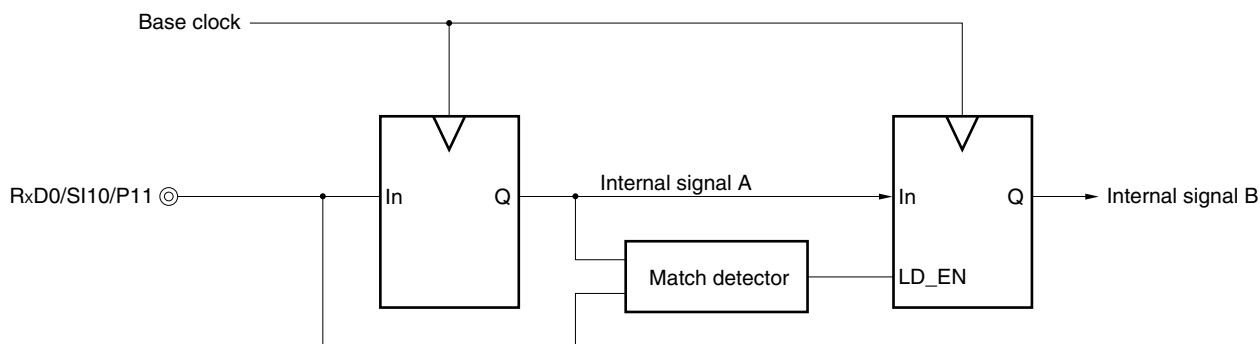 Base clock
RxD0/SI10/P11
In
Q
Internal signal A
In
Q
Internal signal B
Match detector
LD_EN